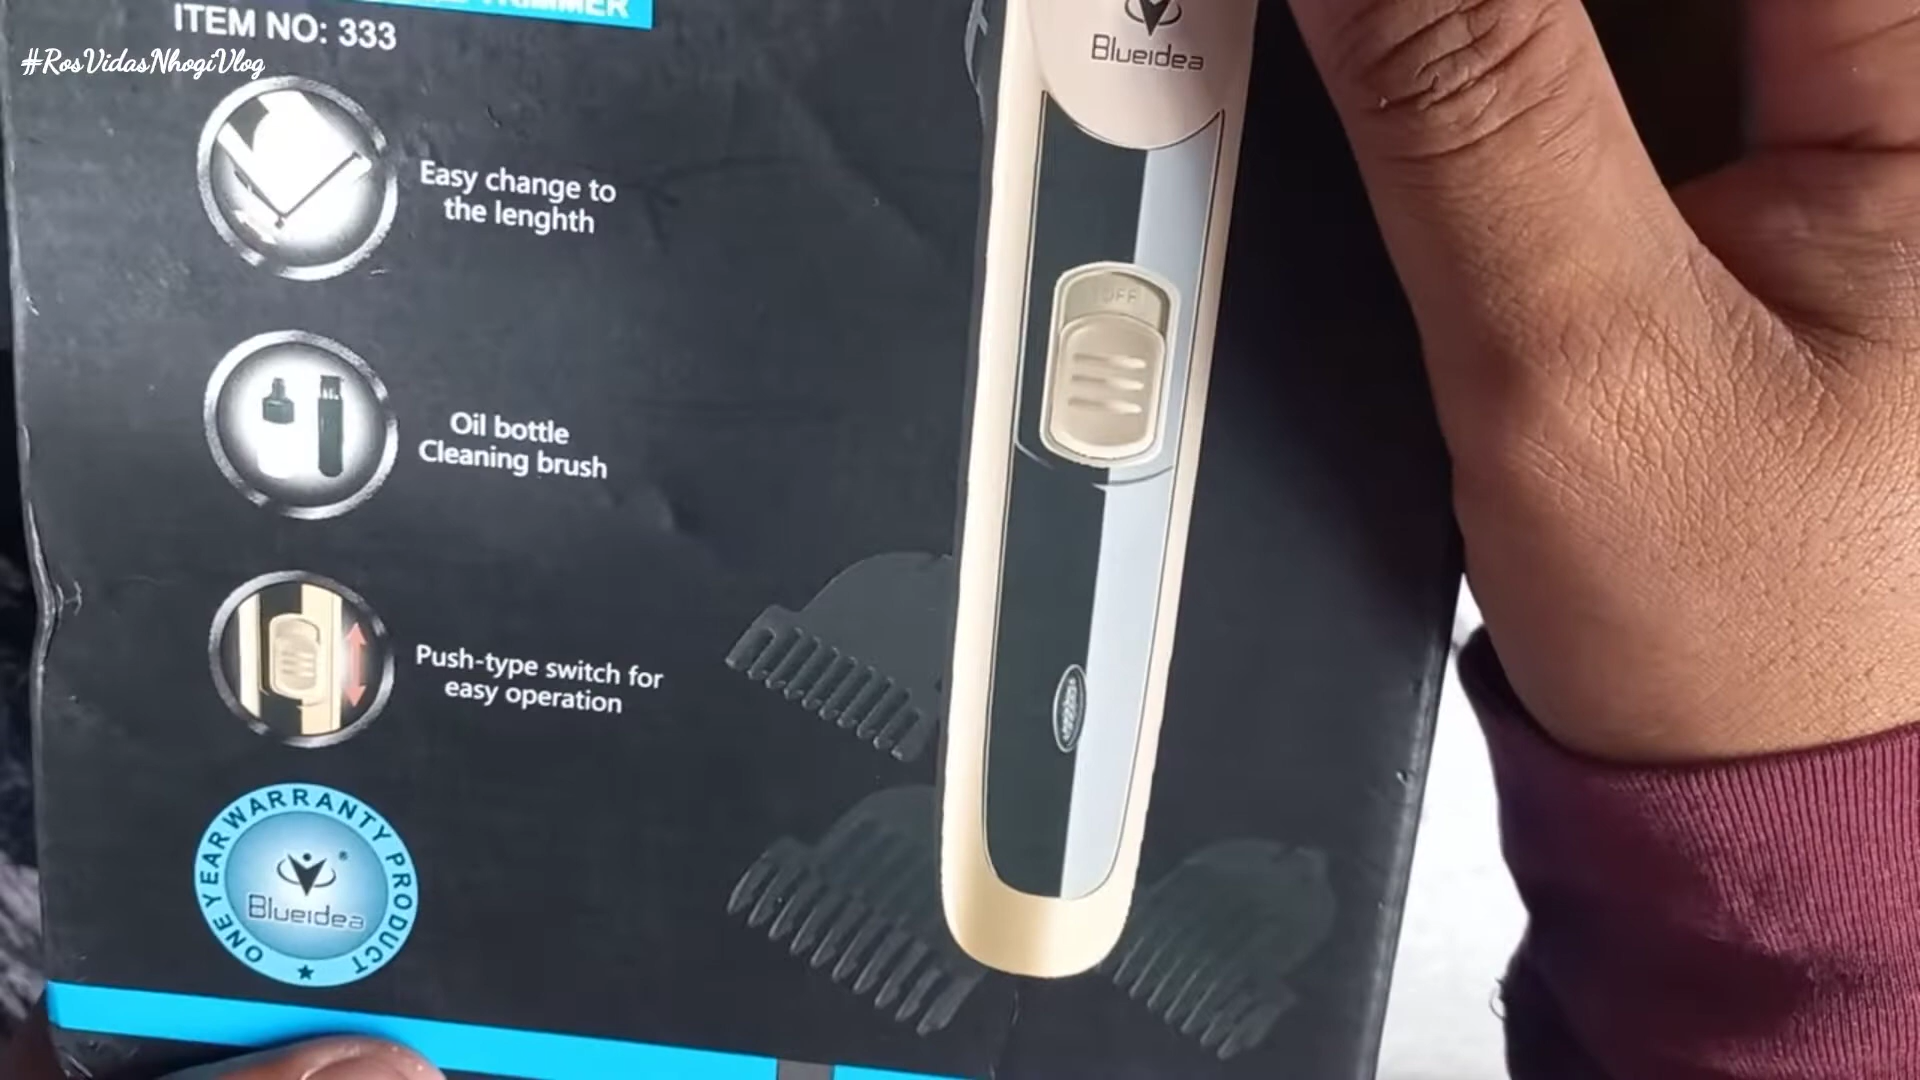 TRIMMER
ITEM NO: 333
#RosVidasNhogiVlog
Blueidea
Easy change to
the lenghth
OFF
Oil bottle
Cleaning brush
Push-type switch for
easy operation
ONE YEAR WARRANTY PRODUCT
Blueidea